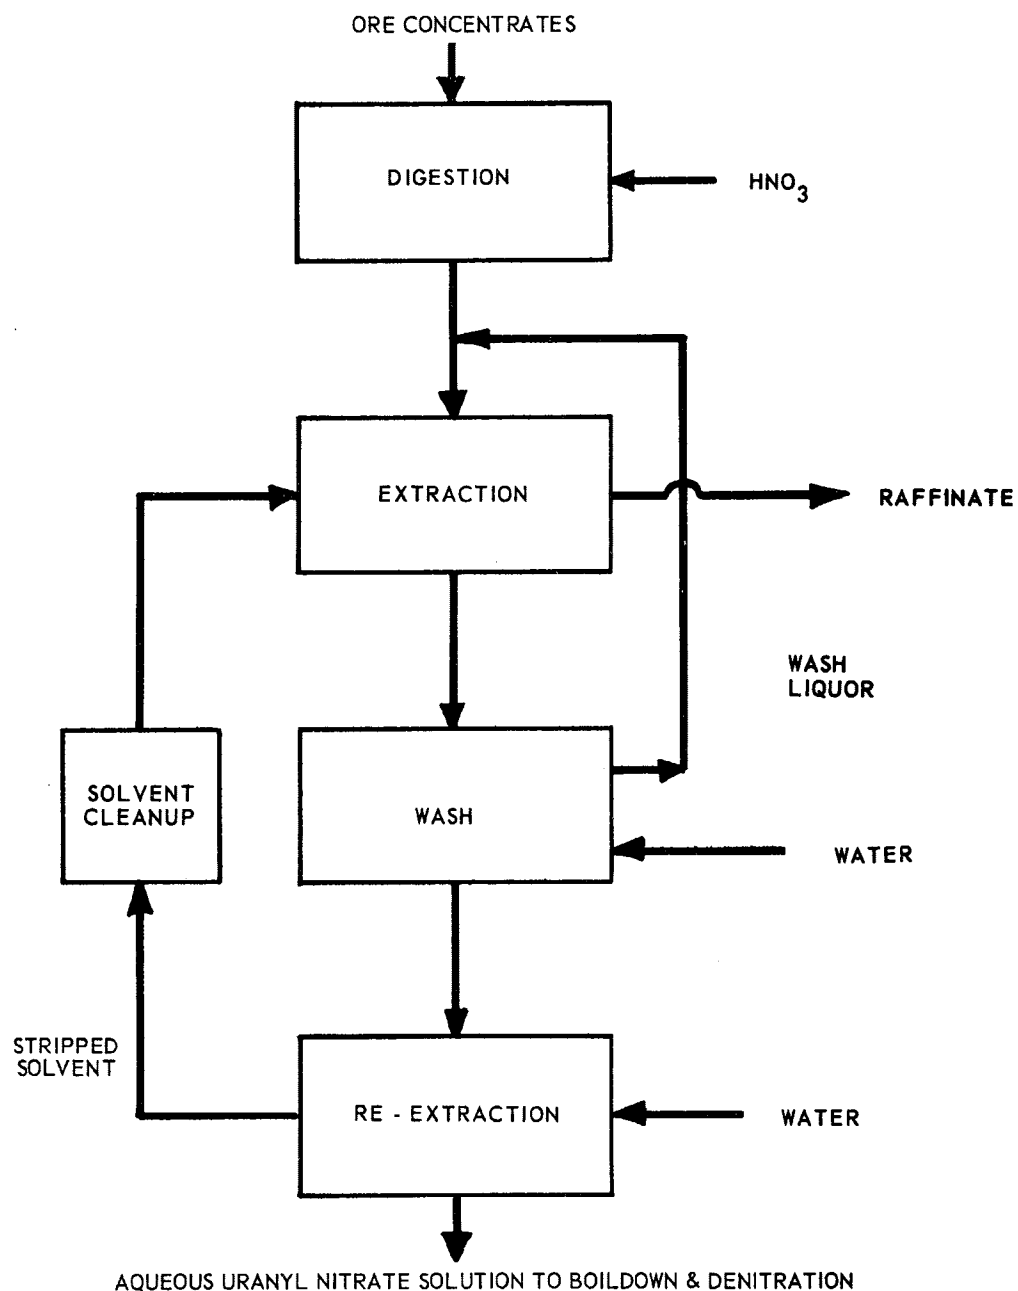 ORE CONCENTRATES
DIGESTION
HNO3
EXTRACTION
RAFFINATE
WASH
LIQUOR
SOLVENT
CLEANUP
WASH
WATER
STRIPPED
SOLVENT
RE - EXTRACTION
WATER
AQUEOUS URANYL NITRATE SOLUTION TO BOILDOWN & DENITRATION